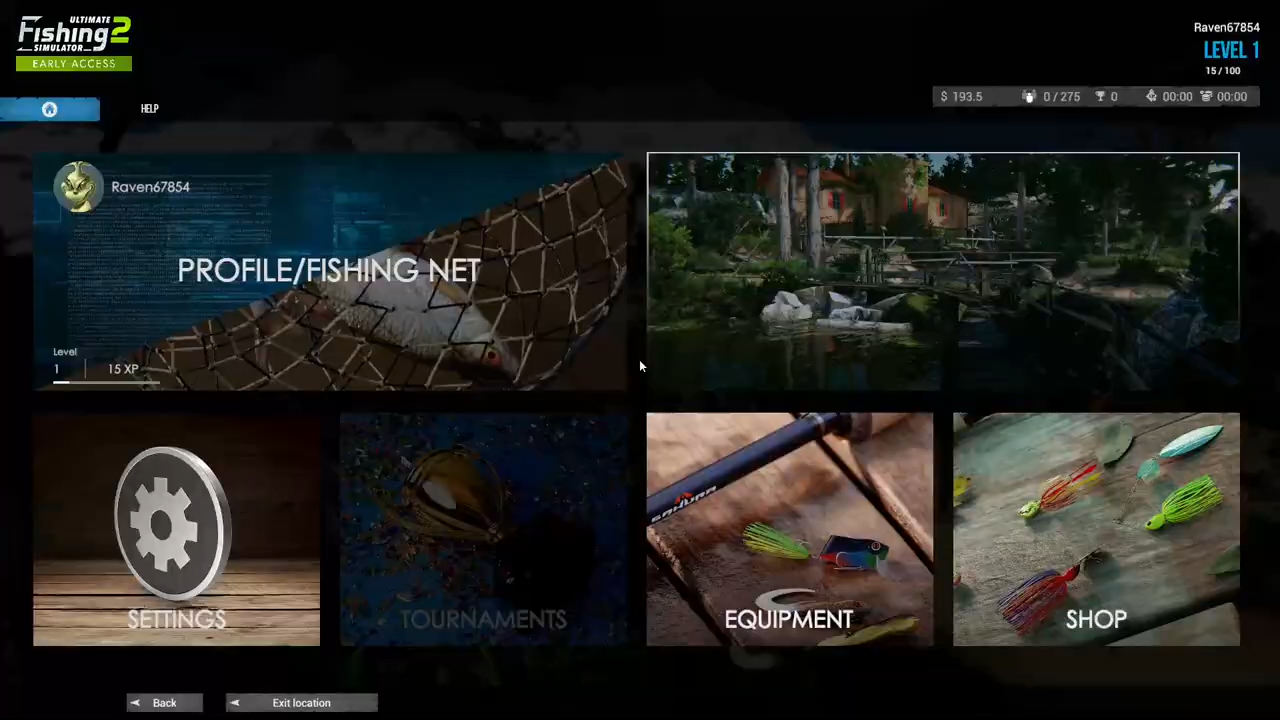 ULTIMATE
Fishing 2
SIMULATOR
EARLY ACCESS
Raven67854
LEVEL 1
15 / 100
$ 193.5 0 / 275 0 00:00 00:00
HELP
Raven67854
PROFILE/FISHING NET
Level
1 15 XP
SETTINGS
TOURNAMENTS
SAKURA
EQUIPMENT
SHOP
Back
Exit location